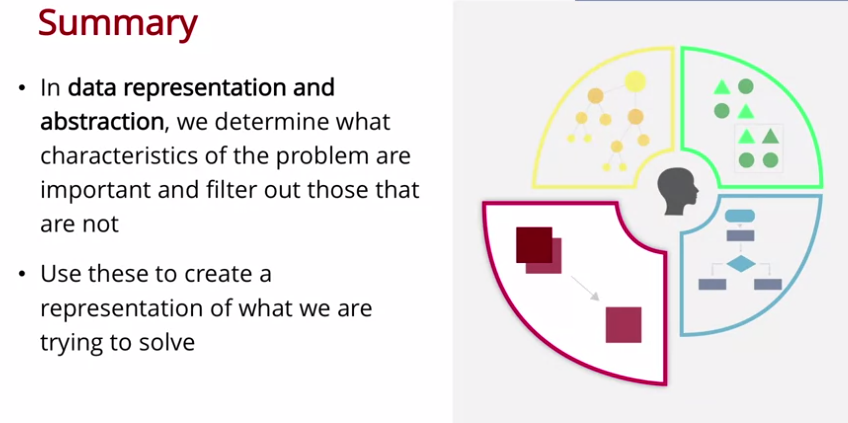 Summary
• In data representation and
abstraction, we determine what
characteristics of the problem are
important and filter out those that
are not
• Use these to create a
representation of what we are
trying to solve